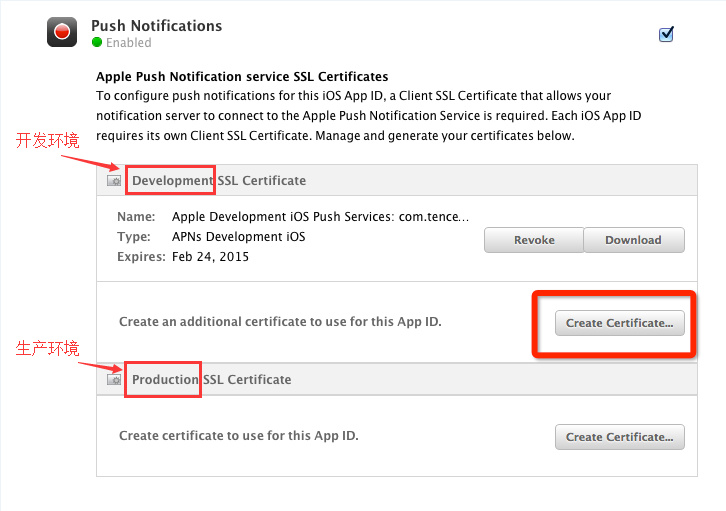 Push Notifications
Enabled
Apple Push Notification service SSL Certificates
To configure push notifications for this iOS App ID, a Client SSL Certificate that allows your
notification server to connect to the Apple Push Notification Service is required. Each iOS App ID
requires its own Client SSL Certificate. Manage and generate your certificates below.
开发环境
Development SSL Certificate
Name: Apple Development iOS Push Services: com.tence...
Type: APNs Development iOS
Expires: Feb 24, 2015
Revoke Download
Create an additional certificate to use for this App ID.
Create Certificate...
生产环境
Production SSL Certificate
Create certificate to use for this App ID.
Create Certificate...